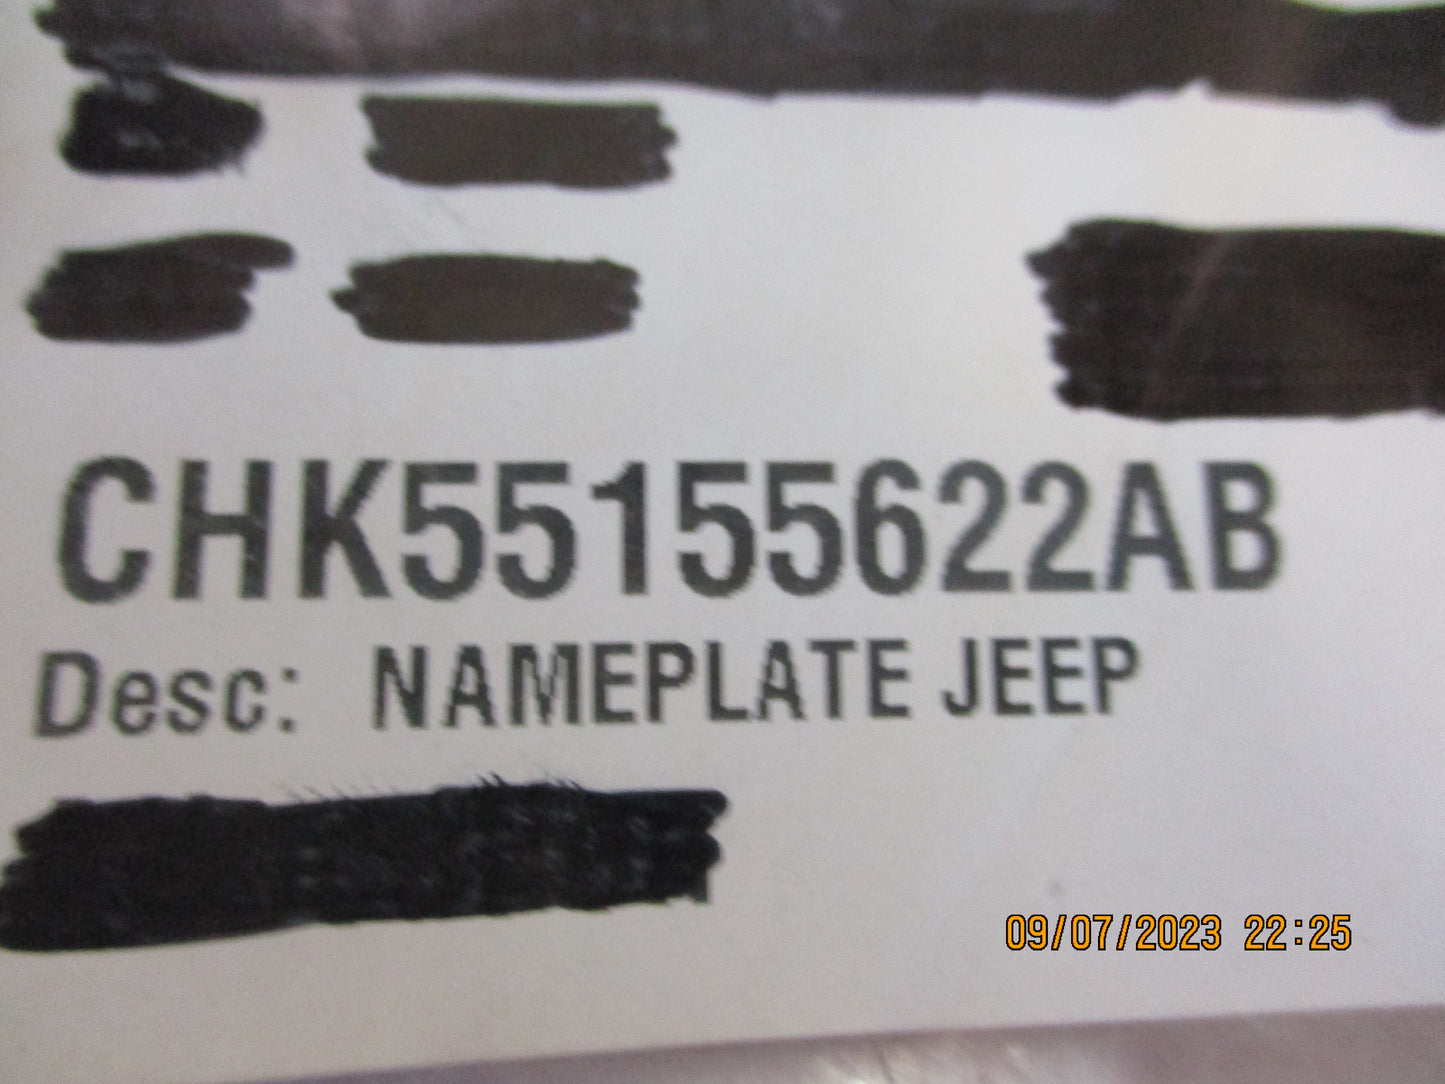 CHK55155622AB
Desc: NAMEPLATE JEEP
09/07/2023 22:25